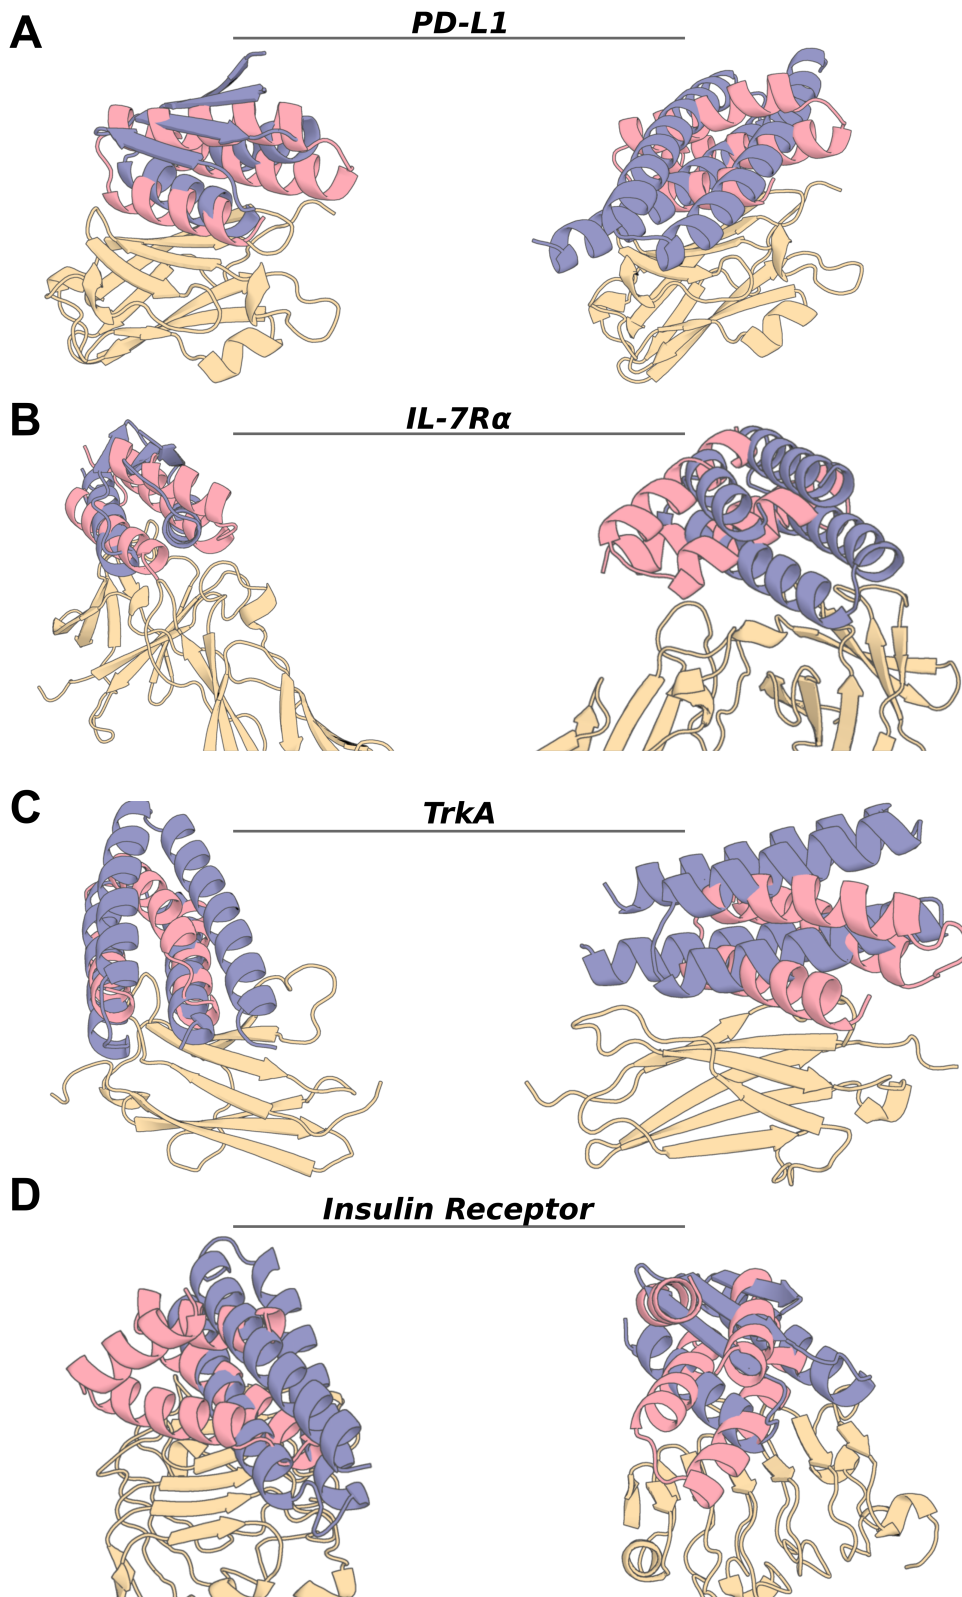 A
PD-L1
B
IL-7Rα
C
TrkA
D
Insulin Receptor